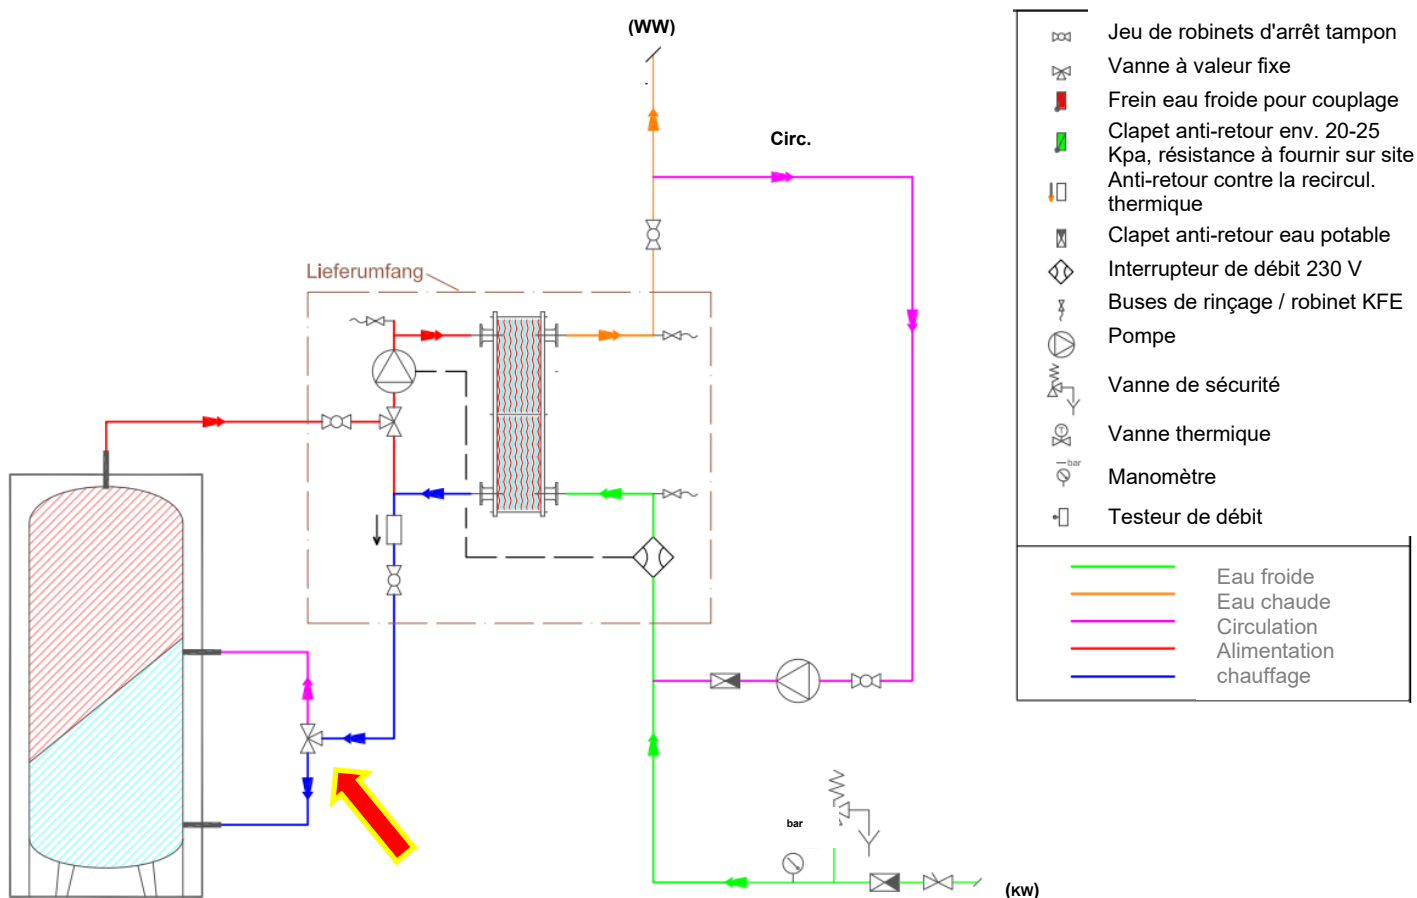 (WW)
Circ.
Lieferumfang
bar
(KW)
Jeu de robinets d'arrêt tampon
Vanne à valeur fixe
Frein eau froide pour couplage
Clapet anti-retour env. 20-25
Kpa, résistance à fournir sur site
Anti-retour contre la recircul.
thermique
Clapet anti-retour eau potable
Interrupteur de débit 230 V
Buses de rinçage / robinet KFE
Pompe
Vanne de sécurité
T
Vanne thermique
bar
Manomètre
Testeur de débit
Eau froide
Eau chaude
Circulation
Alimentation
chauffage